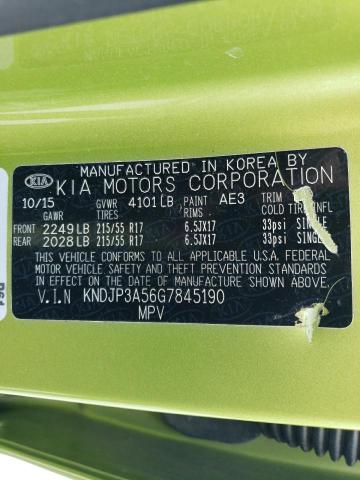 MANUFACTURED IN KOREA BY
KIA KIA MOTORS CORPORATION
10/15 GVWR 4101LB PAINT AE3 TRIM
GAWR TIRES RIMS COLD TIRE INFL
FRONT 2249LB 215/55 R17 6.5JX17 33psi SINGLE
REAR 2028LB 215/55 R17 6.5JX17 33psi SINGLE
THIS VEHICLE CONFORMS TO ALL APPLICABLE U.S.A. FEDERAL
MOTOR VEHICLE SAFETY AND THEFT PREVENTION STANDARDS
IN EFFECT ON THE DATE OF MANUFACTURE SHOWN ABOVE.
V.I.N KNDJP3A56G7845190
MPV